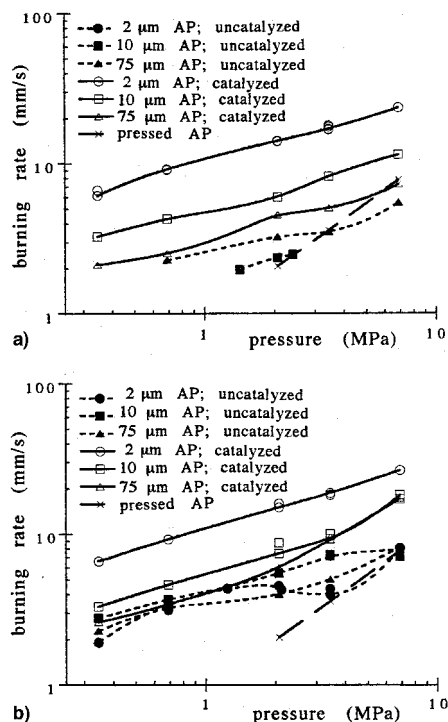 100
2 µm AP; uncatalyzed
10 µm AP; uncatalyzed
75 µm AP; uncatalyzed
2 µm AP; catalyzed
10 µm AP; catalyzed
75 µm AP; catalyzed
pressed AP
burning rate (mm/s)
10
1
a)
1
pressure (MPa)
10
100
2 µm AP; uncatalyzed
10 µm AP; uncatalyzed
75 µm AP; uncatalyzed
2 µm AP; catalyzed
10 µm AP; catalyzed
75 µm AP; catalyzed
pressed AP
burning rate (mm/s)
10
1
b)
1
pressure (MPa)
10